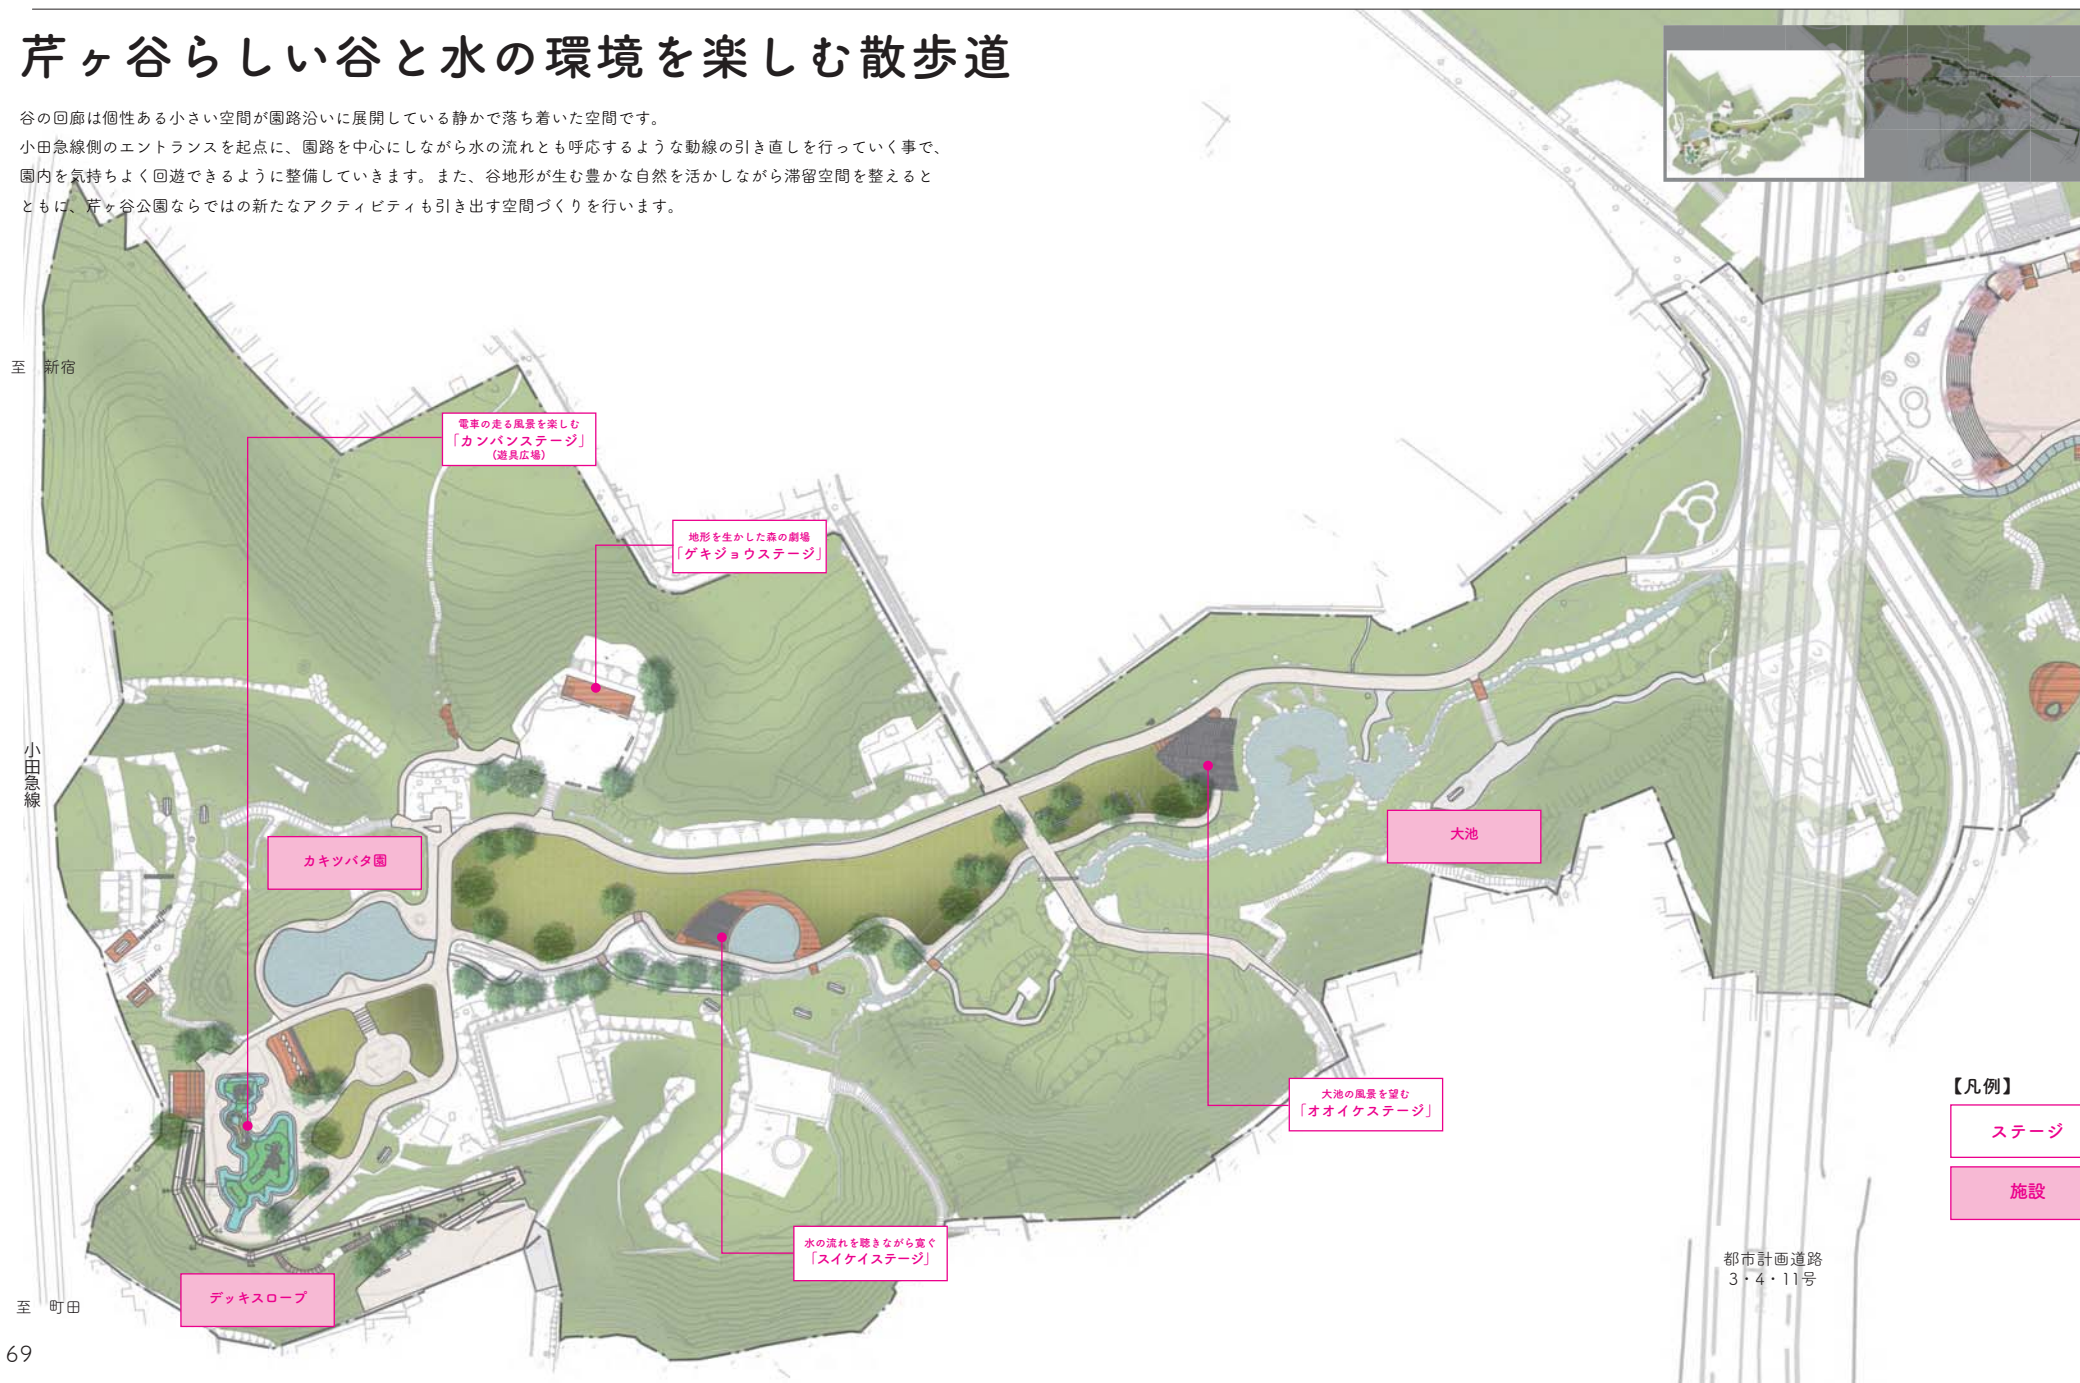 芹ヶ谷らしい谷と水の環境を楽しむ散歩道
谷の回廊は個性ある小さい空間が園路沿いに展開している静かで落ち着いた空間です。
小田急線側のエントランスを起点に、園路を中心にしながら水の流れとも呼応するような動線の引き直しを行っていく事で、
園内を気持ちよく回遊できるように整備していきます。また、谷地形が生む豊かな自然を活かしながら滞留空間を整えると
ともに、芹ヶ谷公園ならではの新たなアクティビティも引き出す空間づくりを行います。
至 新宿
電車の走る風景を楽しむ
「カンバンステージ」
(遊具広場)
地形を生かした森の劇場
「ゲキジョウステージ」
小田急線
カキツバタ園
大池
大池の風景を望む
「オオイケステージ」
水の流れを聴きながら寛ぐ
「スイケイステージ」
デッキスロープ
至 町田
都市計画道路
3・4・11号
【凡例】
ステージ
施設
69